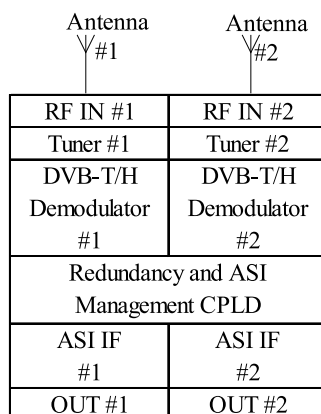 Antenna #1
Antenna #2
RF IN #1
RF IN #2
Tuner #1
Tuner #2
DVB-T/H
Demodulator
#1
DVB-T/H
Demodulator
#2
Redundancy and ASI
Management CPLD
ASI IF
#1
ASI IF
#2
OUT #1
OUT #2